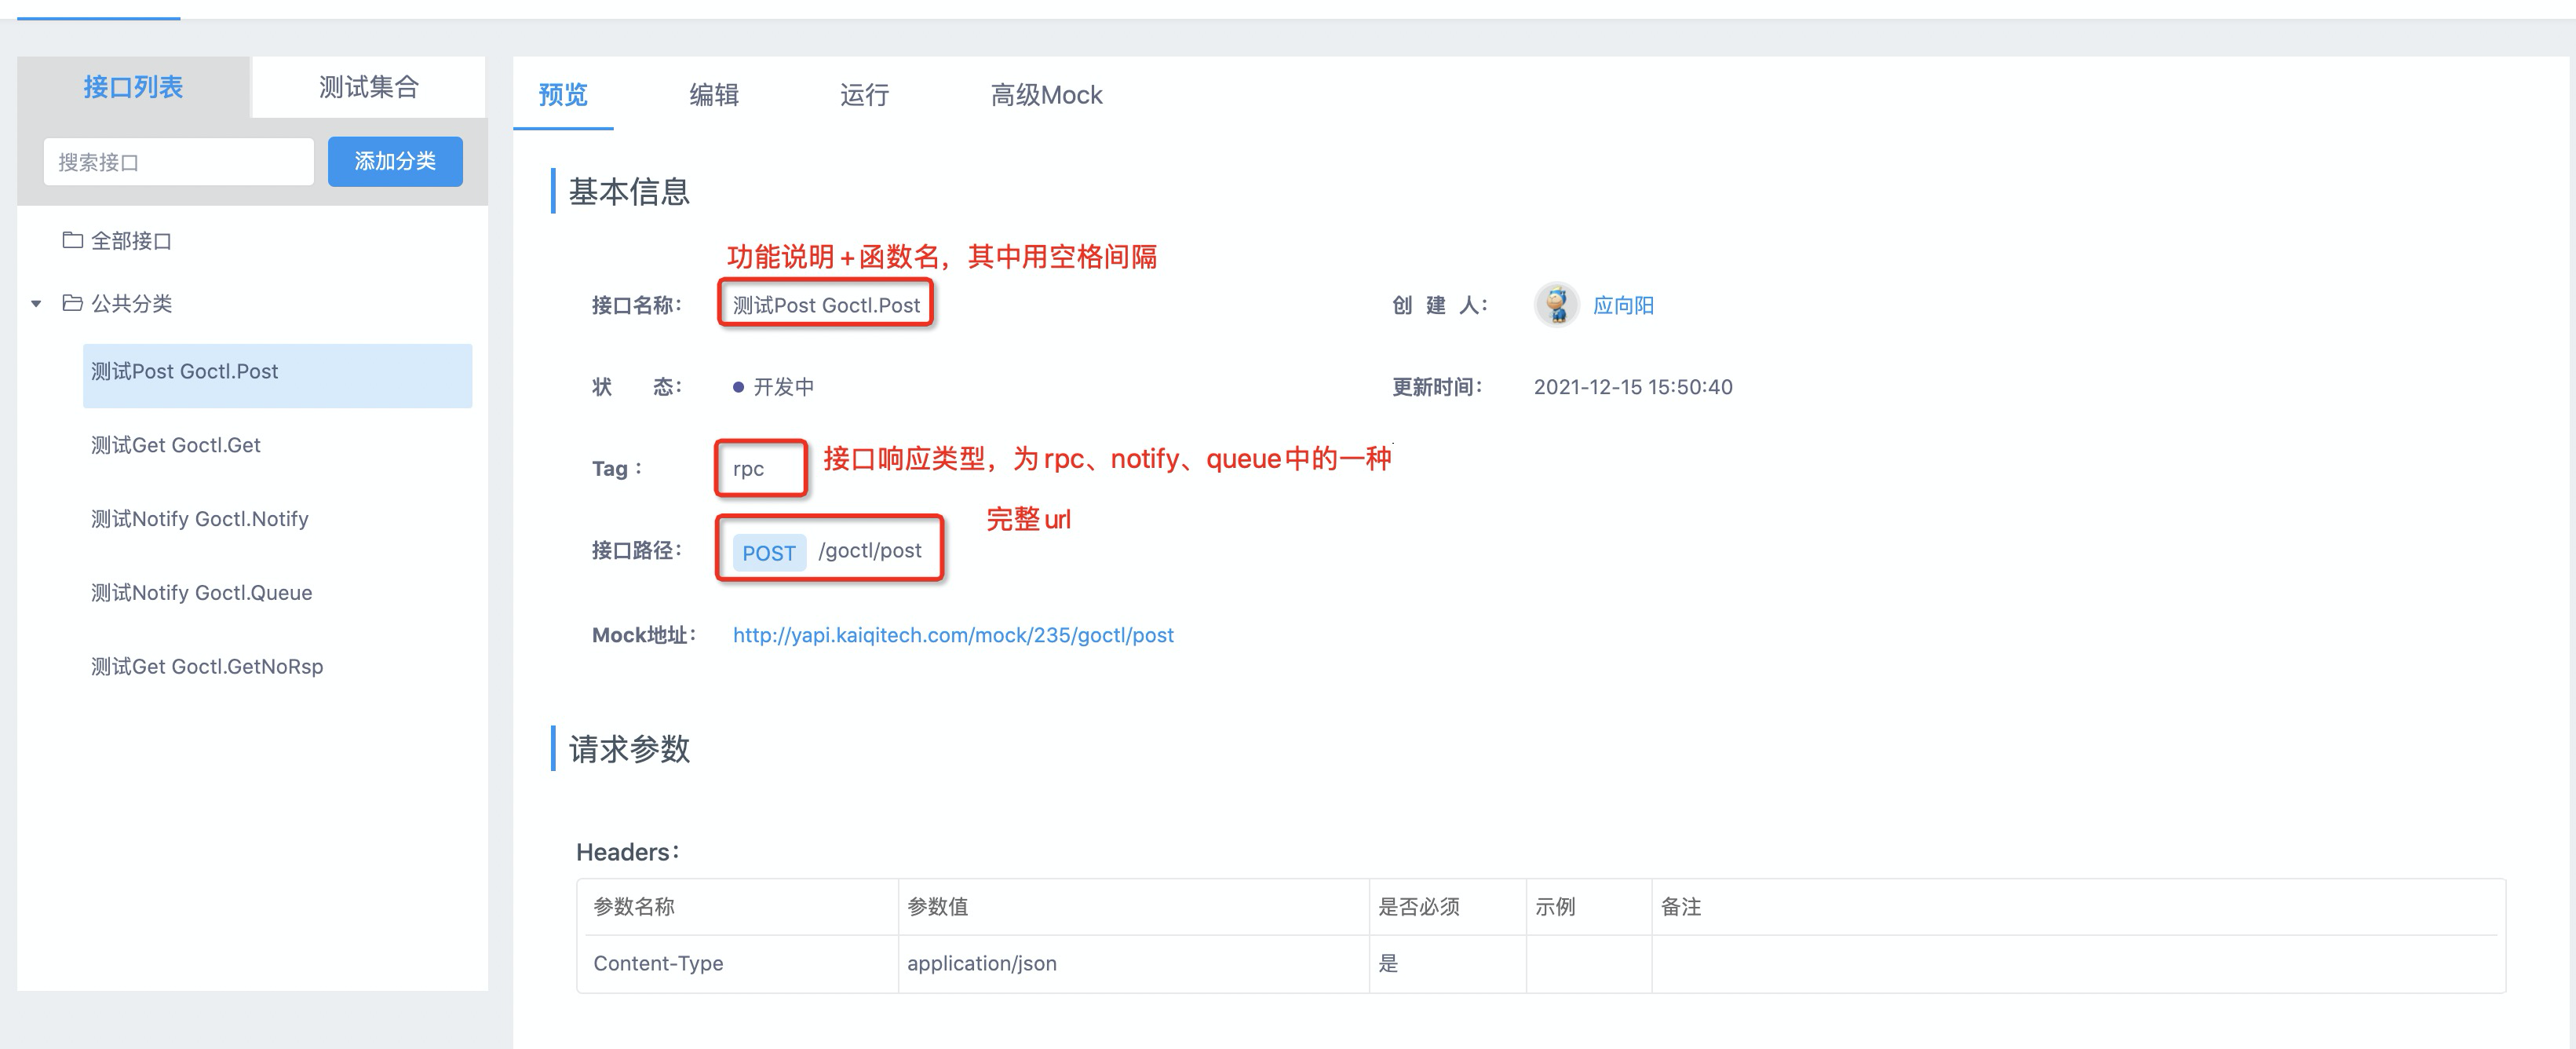 接口列表
测试集合
搜索接口
添加分类
全部接口
公共分类
测试Post Goctl.Post
测试Get Goctl.Get
测试Notify Goctl.Notify
测试Notify Goctl.Queue
测试Get Goctl.GetNoRsp
预览
编辑
运行
高级Mock
基本信息
功能说明+函数名，其中用空格间隔
接口名称：
测试Post Goctl.Post
创 建 人：
应向阳
状 态：
开发中
更新时间：
2021-12-15 15:50:40
Tag：
rpc
接口响应类型，为rpc、notify、queue中的一种
完整url
接口路径：
POST /goctl/post
Mock地址：
http://yapi.kaiqitech.com/mock/235/goctl/post
请求参数
Headers：
参数名称 参数值 是否必须 示例 备注
Content-Type application/json 是